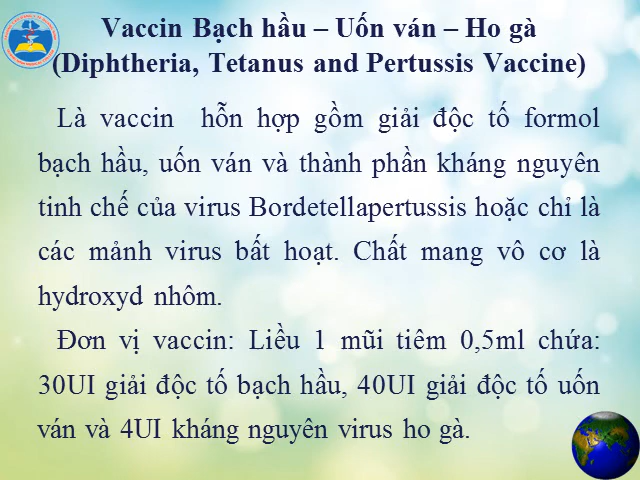 Vaccin Bạch hầu – Uốn ván – Ho gà
(Diphtheria, Tetanus and Pertussis Vaccine)
Là vaccin hỗn hợp gồm giải độc tố formol
bạch hầu, uốn ván và thành phần kháng nguyên
tinh chế của virus Bordetellapertussis hoặc chỉ là
các mảnh virus bất hoạt. Chất mang vô cơ là
hydroxyd nhôm.
Đơn vị vaccin: Liều 1 mũi tiêm 0,5ml chứa:
30UI giải độc tố bạch hầu, 40UI giải độc tố uốn
ván và 4UI kháng nguyên virus ho gà.